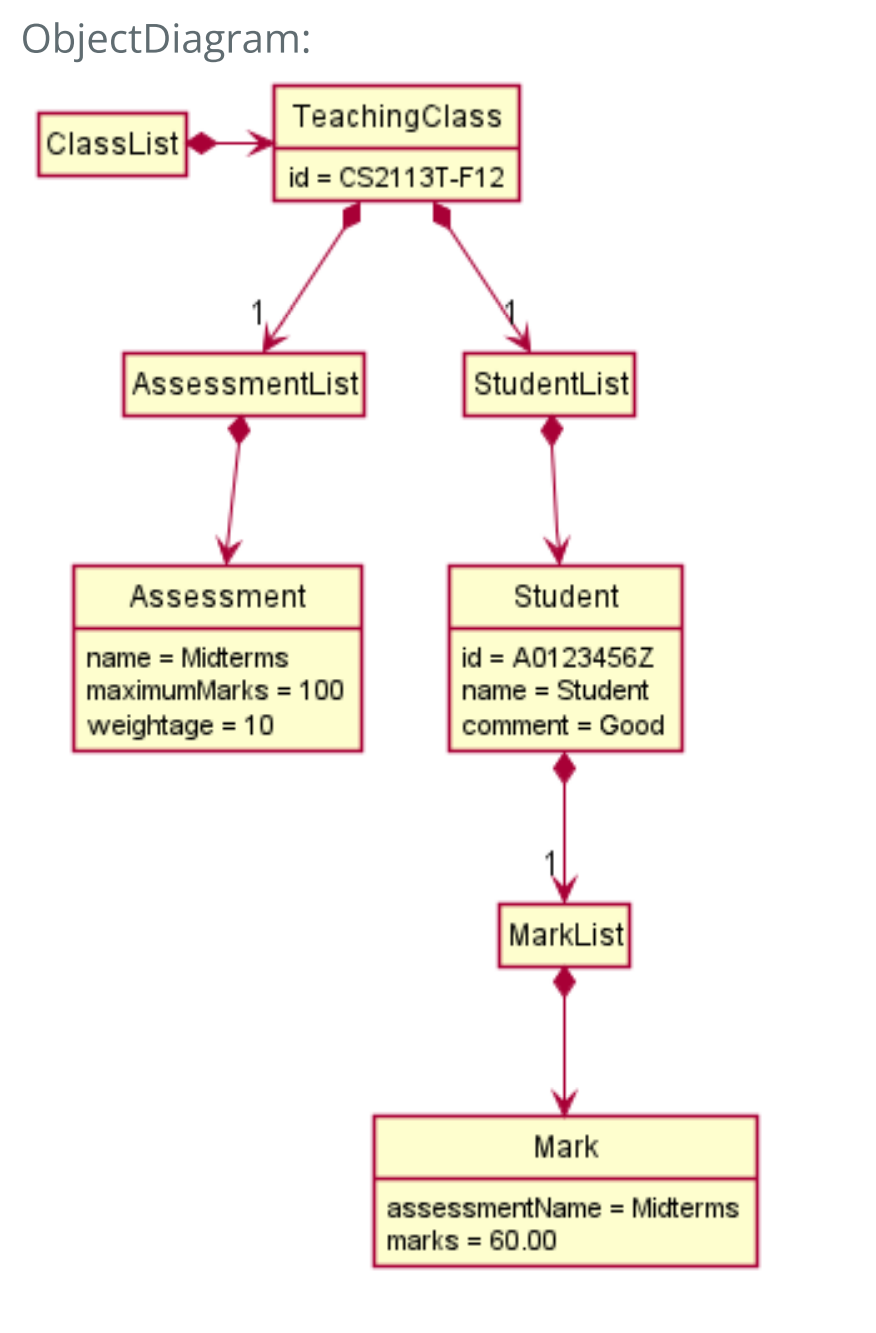 ObjectDiagram:
ClassList
TeachingClass
id = CS2113T-F12
1
1
AssessmentList
StudentList
Assessment
name = Midterms
maximumMarks = 100
weightage = 10
Student
id = A0123456Z
name = Student
comment = Good
1
MarkList
Mark
assessmentName = Midterms
marks = 60.00